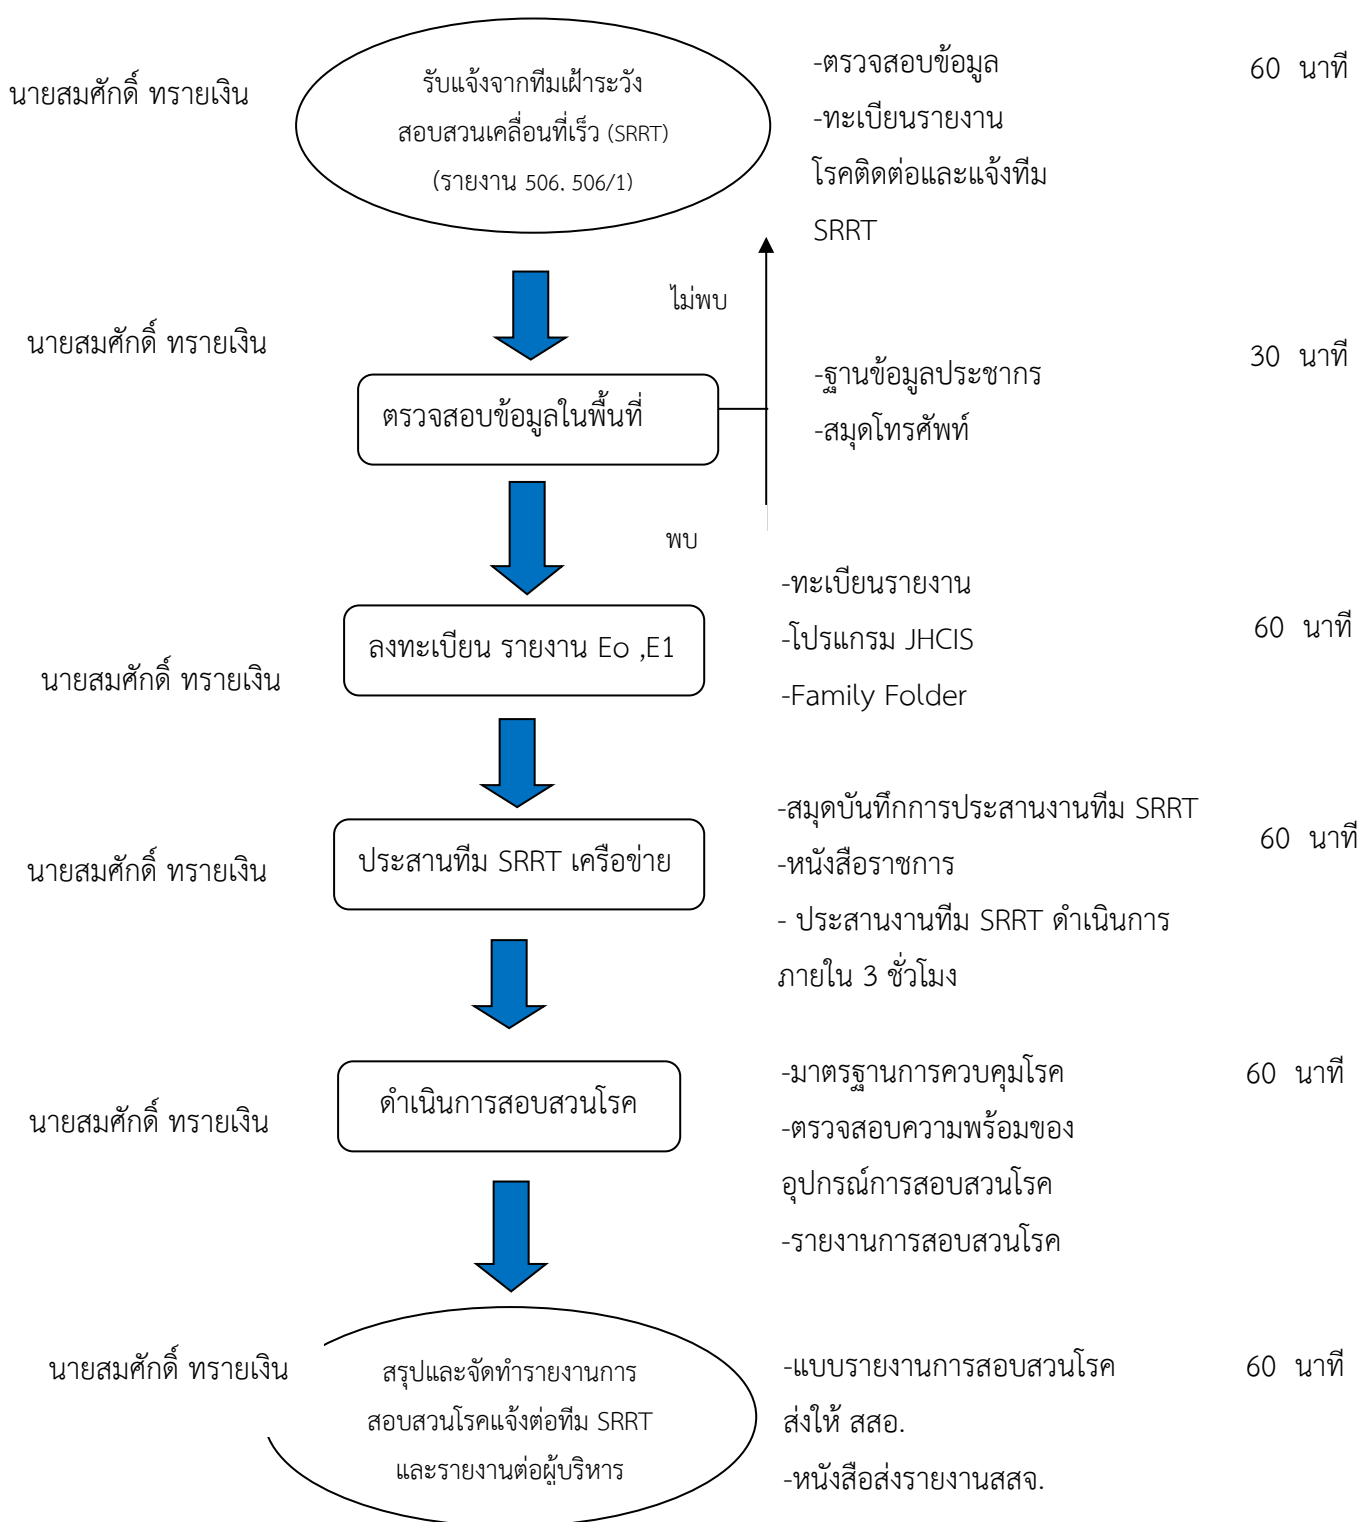 นายสมศักดิ์ ทรายเงิน
รับแจ้งจากทีมเฝ้าระวัง
สอบสวนเคลื่อนที่เร็ว (SRRT)
(รายงาน 506. 506/1)
-ตรวจสอบข้อมูล
-ทะเบียนรายงาน
โรคติดต่อและแจ้งทีม
SRRT
60 นาที
ไม่พบ
นายสมศักดิ์ ทรายเงิน
ตรวจสอบข้อมูลในพื้นที่
-ฐานข้อมูลประชากร
-สมุดโทรศัพท์
30 นาที
พบ
นายสมศักดิ์ ทรายเงิน
ลงทะเบียน รายงาน Eo ,E1
-ทะเบียนรายงาน
-โปรแกรม JHCIS
-Family Folder
60 นาที
นายสมศักดิ์ ทรายเงิน
ประสานทีม SRRT เครือข่าย
-สมุดบันทึกการประสานงานทีม SRRT
-หนังสือราชการ
- ประสานงานทีม SRRT ดำเนินการ
ภายใน 3 ชั่วโมง
60 นาที
นายสมศักดิ์ ทรายเงิน
ดำเนินการสอบสวนโรค
-มาตรฐานการควบคุมโรค
-ตรวจสอบความพร้อมของ
อุปกรณ์การสอบสวนโรค
-รายงานการสอบสวนโรค
60 นาที
นายสมศักดิ์ ทรายเงิน
สรุปและจัดทำรายงานการ
สอบสวนโรคแจ้งต่อทีม SRRT
และรายงานต่อผู้บริหาร
-แบบรายงานการสอบสวนโรค
ส่งให้ สสอ.
-หนังสือส่งรายงานสสจ.
60 นาที